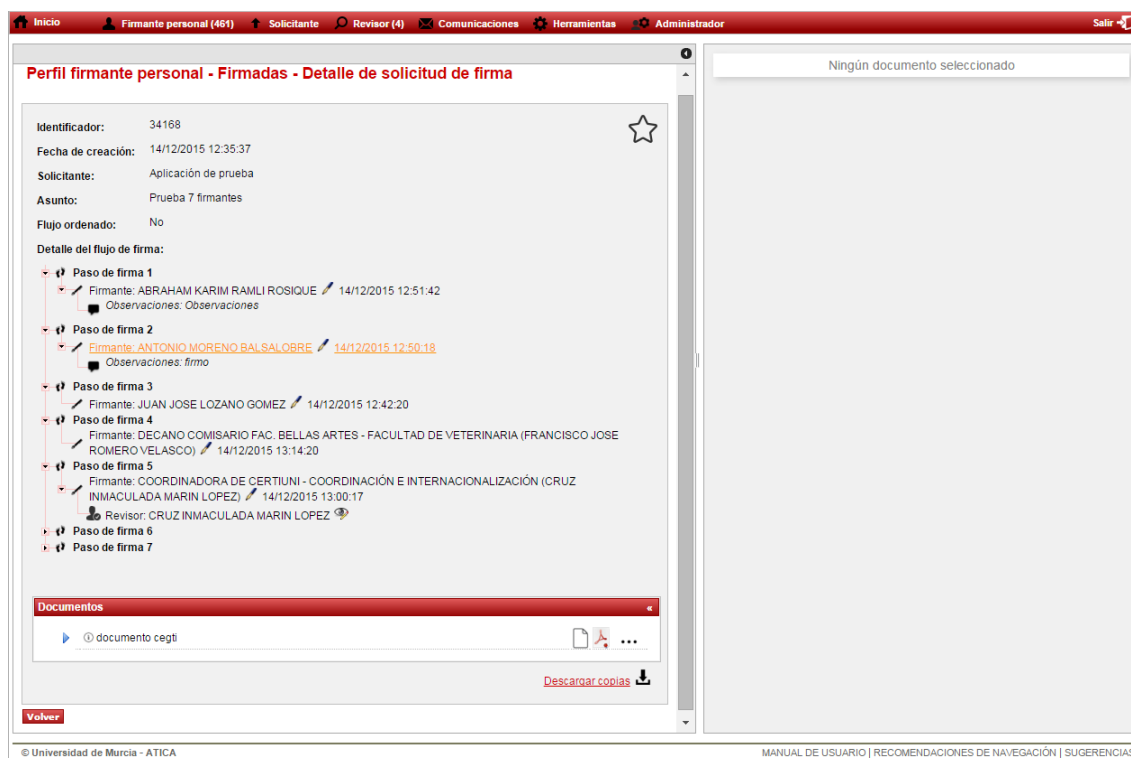 Inicio Firmante personal (461) Solicitante Revisor (4) Comunicaciones Herramientas Administrador Salir
Perfil firmante personal - Firmadas - Detalle de solicitud de firma
Ningún documento seleccionado
Identificador: 34168
Fecha de creación: 14/12/2015 12:35:37
Solicitante: Aplicación de prueba
Asunto: Prueba 7 firmantes
Flujo ordenado: No
Detalle del flujo de firma:
Paso de firma 1
Firmante: ABRAHAM KARIM RAMLI ROSIQUE 14/12/2015 12:51:42
Observaciones: Observaciones
Paso de firma 2
Firmante: ANTONIO MORENO BALSALOBRE 14/12/2015 12:50:18
Observaciones: firmo
Paso de firma 3
Firmante: JUAN JOSE LOZANO GOMEZ 14/12/2015 12:42:20
Paso de firma 4
Firmante: DECANO COMISARIO FAC. BELLAS ARTES - FACULTAD DE VETERINARIA (FRANCISCO JOSE
ROMERO VELASCO) 14/12/2015 13:14:20
Paso de firma 5
Firmante: COORDINADORA DE CERTIUNI - COORDINACIÓN E INTERNACIONALIZACIÓN (CRUZ
INMACULADA MARIN LOPEZ) 14/12/2015 13:00:17
Revisor: CRUZ INMACULADA MARIN LOPEZ
Paso de firma 6
Paso de firma 7
Documentos «
documento cegti ...
Descargar copias
Volver
© Universidad de Murcia - ATICA
MANUAL DE USUARIO | RECOMENDACIONES DE NAVEGACIÓN | SUGERENCIAS